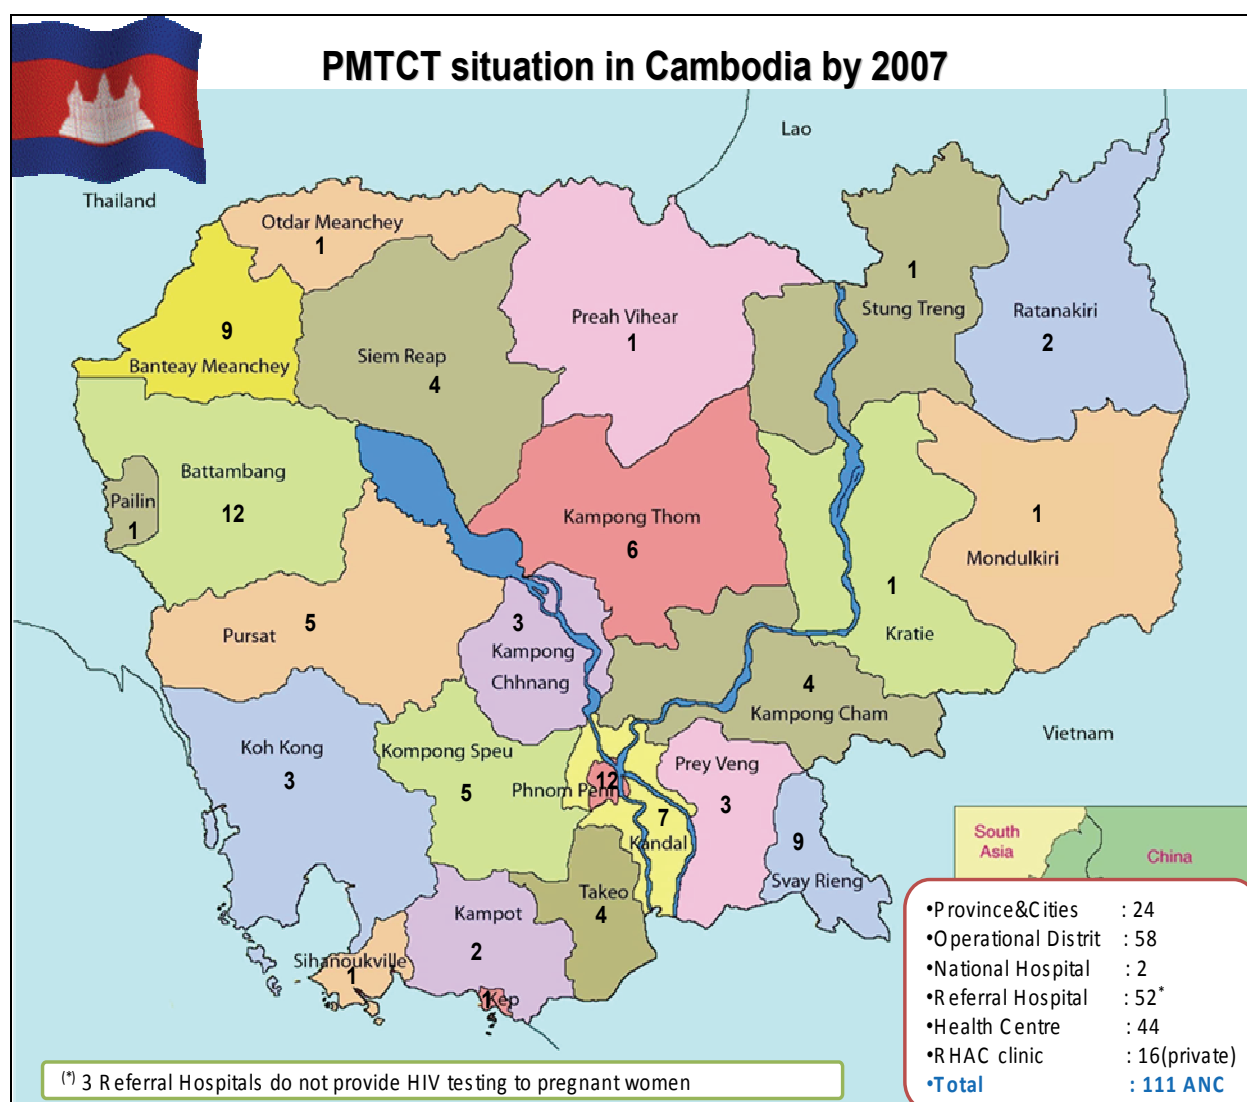 PMTCT situation in Cambodia by 2007
Lao
Thailand
Otdar Meanchey
1
1
Stung Treng
Ratanakiri
2
Preah Vihear
1
9
Banteay Meanchey
Siem Reap
4
Battambang
12
Pailin
1
Kampong Thom
6
1
Mondulkiri
1
Kratie
Pursat
5
3
Kampong
Chhnang
4
Kampong Cham
Vietnam
Koh Kong
3
Kompong Speu
5
Phnom Penh
12
Prey Veng
3
7
Kandal
9
Svay Rieng
Takeo
4
Kampot
2
Sihanoukville
1
1
Kep
South
Asia
China
•Province&Cities : 24
•Operational Distrit : 58
•National Hospital : 2
•Referral Hospital : 52*
•Health Centre : 44
•RHAC clinic : 16(private)
•Total : 111 ANC
(*) 3 Referral Hospitals do not provide HIV testing to pregnant women